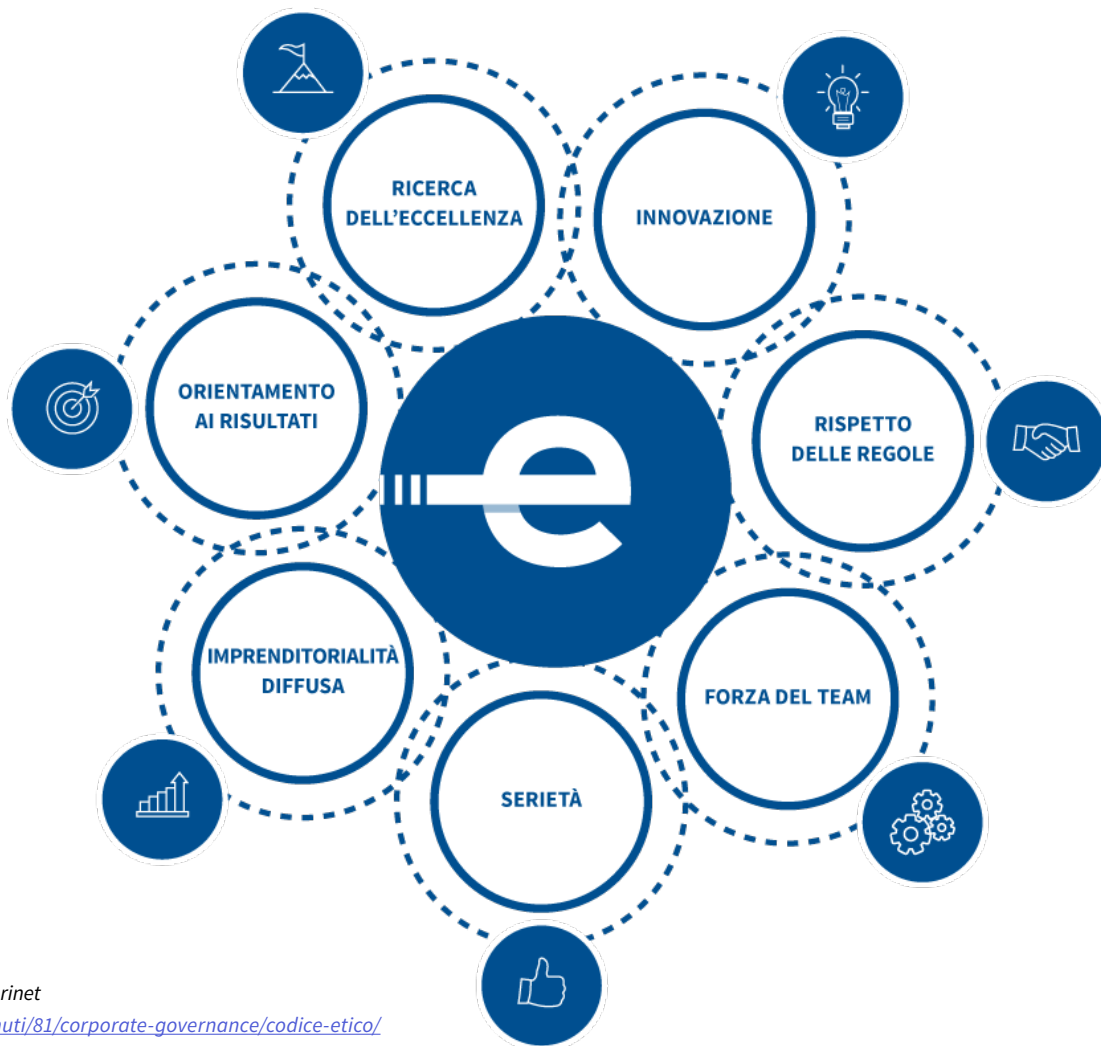 RICERCA
DELL'ECCELLENZA
INNOVAZIONE
ORIENTAMENTO
AI RISULTATI
e
RISPETTO
DELLE REGOLE
IMPRENDITORIALITÀ
DIFFUSA
FORZA DEL TEAM
SERIETÀ
rinet
nuti/81/corporate-governance/codice-etico/